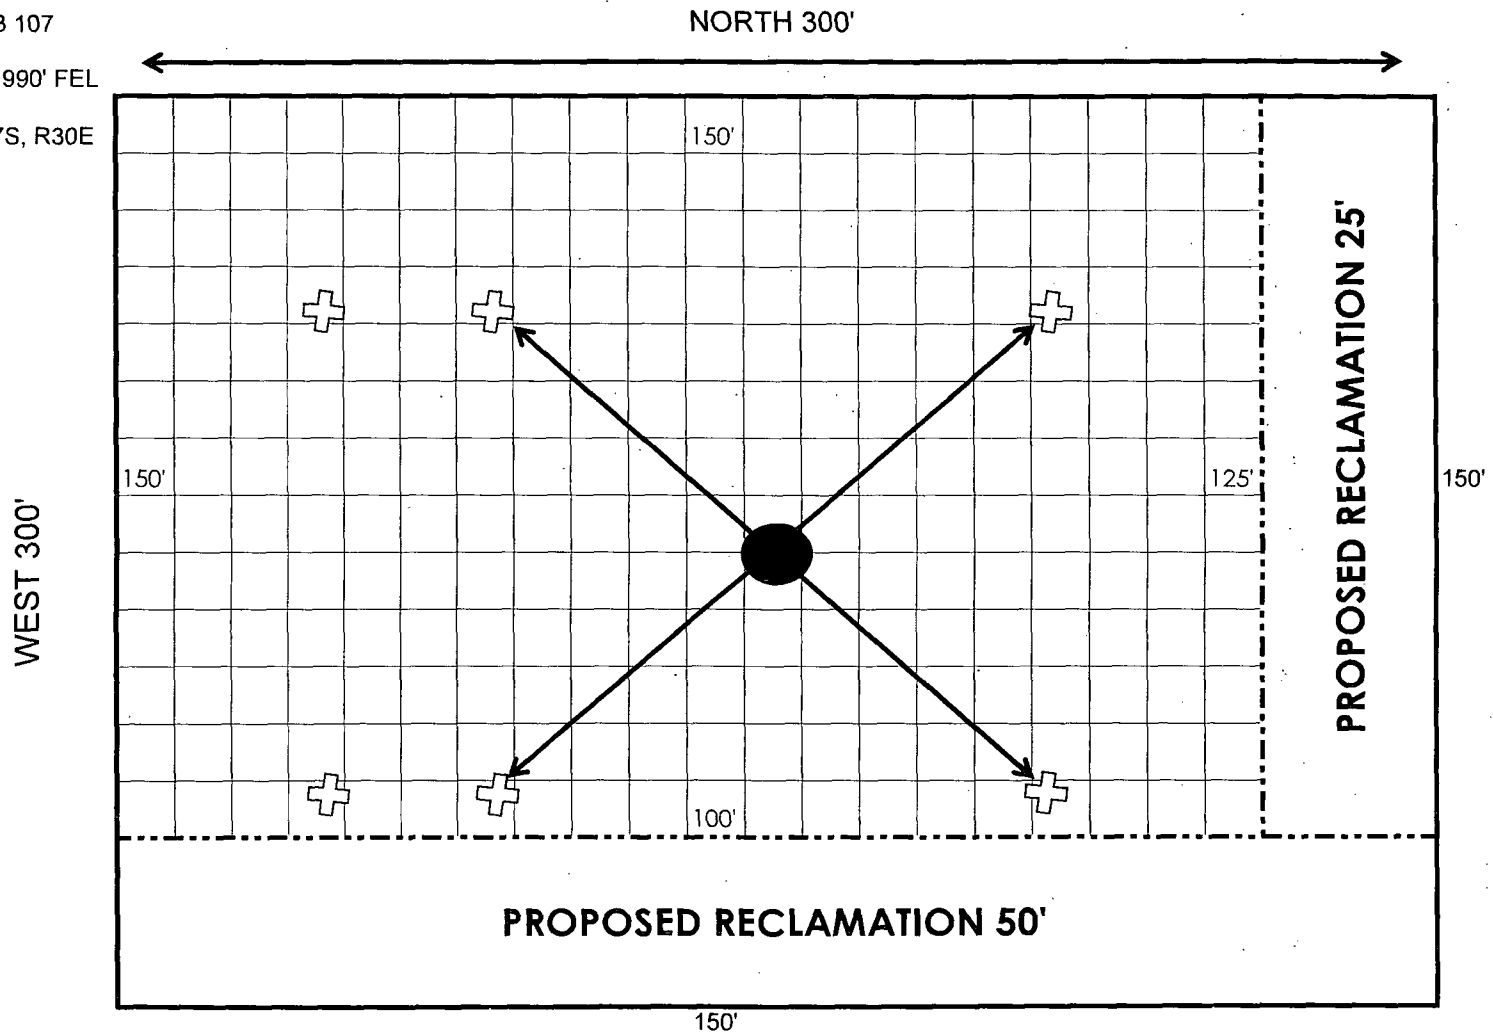 107
NORTH 300'
990' FEL
S, R30E
150'
150'
125'
150'
WEST 300'
PROPOSED RECLAMATION 25'
100'
PROPOSED RECLAMATION 50'
150'